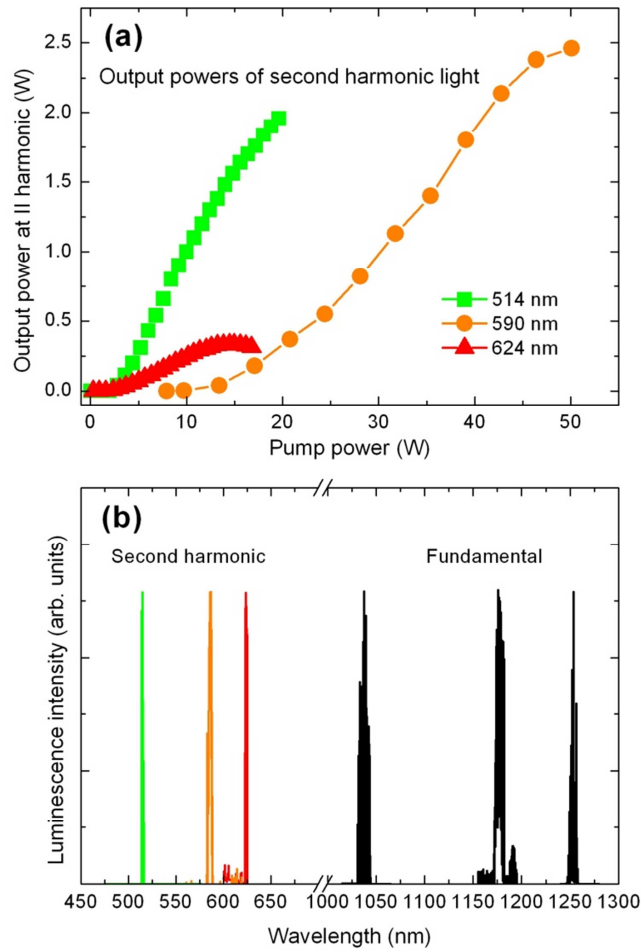 (a)
Output powers of second harmonic light
Output power at II harmonic (W)
2.5
2.0
1.5
1.0
0.5
0.0
514 nm
590 nm
624 nm
0 10 20 30 40 50
Pump power (W)
(b)
Second harmonic Fundamental
Luminescence intensity (arb. units)
450 500 550 600 650 1000 1050 1100 1150 1200 1250 1300
Wavelength (nm)